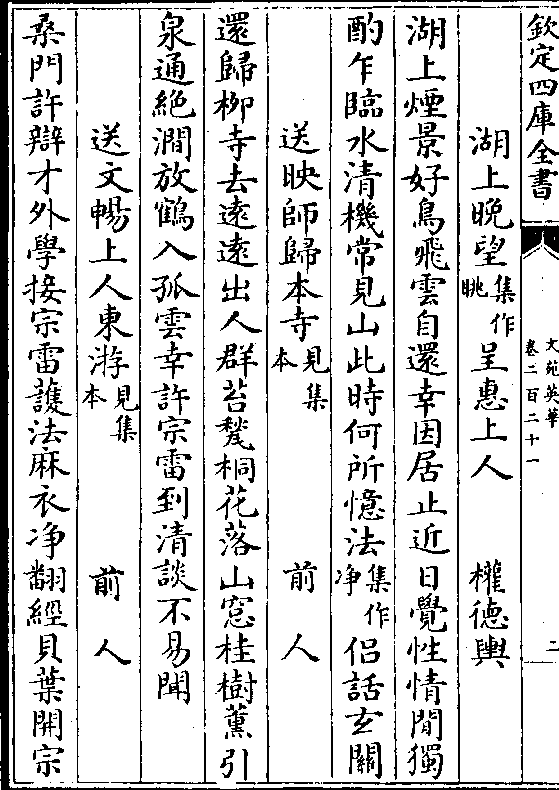 欽定四庫全書
文苑英華
卷二百二十一
二
湖上晚望集作眺呈惠上人 權德輿
湖上煙景好鳥飛雲自還幸因居止近日覺性情閒獨
酌乍臨水清機常見山此時何所憶法集作净侣話玄關
送映師歸本寺見集本 前人
還歸柳寺去遠遠出人群苔甃桐花落山窓桂樹薫引
泉通絶澗放鶴入孤雲幸許宗雷到清談不易聞
送文暢上人東游見集本 前人
桑門許辯才外學接宗雷護法麻衣净翻經貝葉開宗